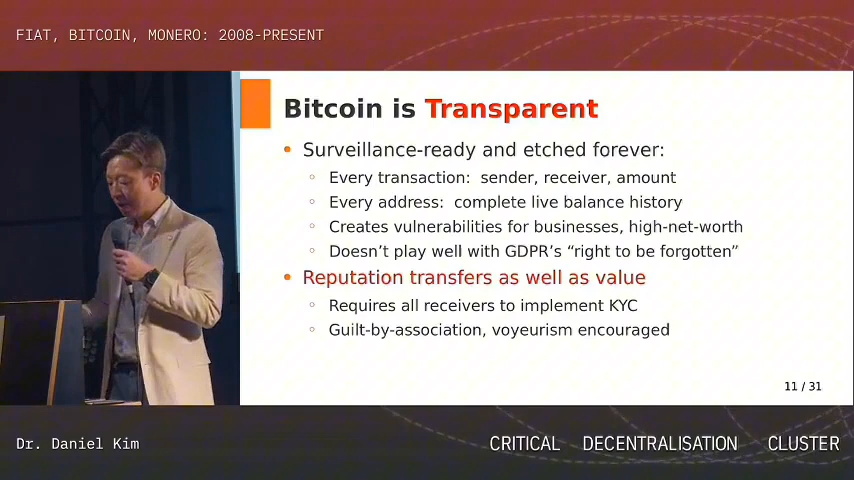 FIAT, BITCOIN, MONERO: 2008-PRESENT
Bitcoin is Transparent
• Surveillance-ready and etched forever:
◦ Every transaction: sender, receiver, amount
◦ Every address: complete live balance history
◦ Creates vulnerabilities for businesses, high-net-worth
◦ Doesn’t play well with GDPR’s “right to be forgotten”
• Reputation transfers as well as value
◦ Requires all receivers to implement KYC
◦ Guilt-by-association, voyeurism encouraged
11 / 31
Dr. Daniel Kim
CRITICAL DECENTRALISATION CLUSTER